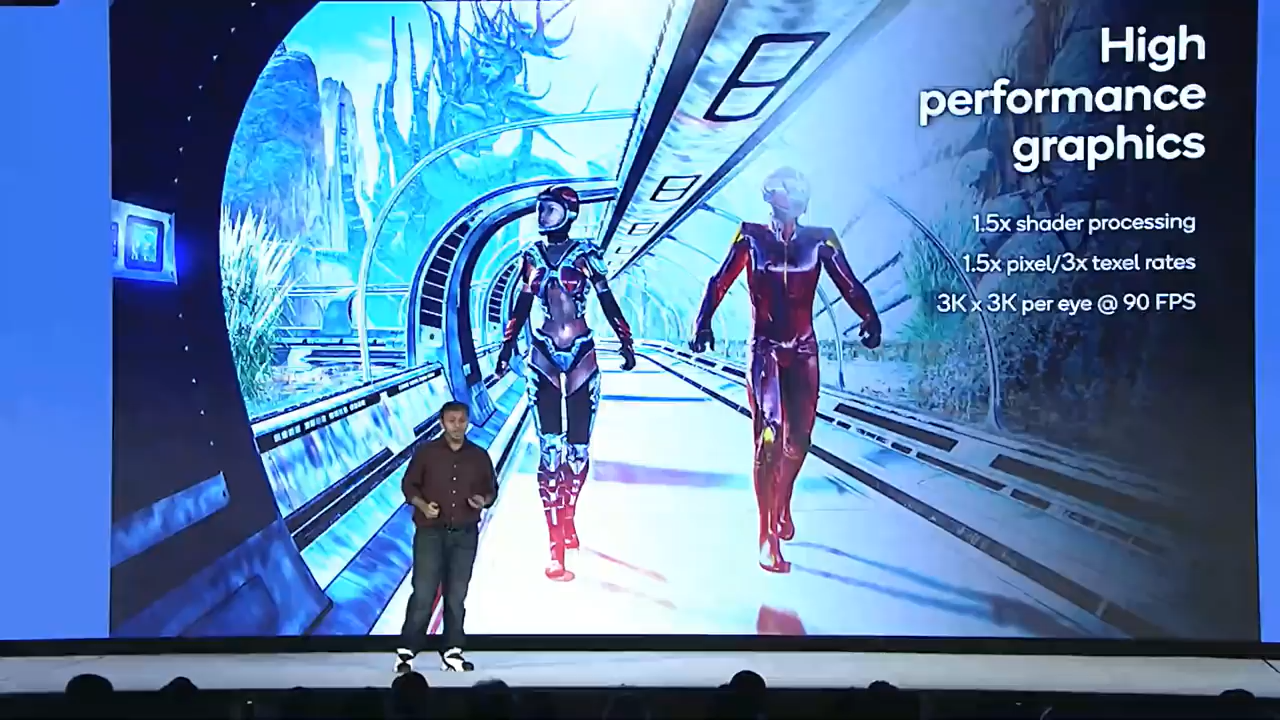 High
performance
graphics
1.5x shader processing
1.5x pixel/3x texel rates
3K x 3K per eye @ 90 FPS